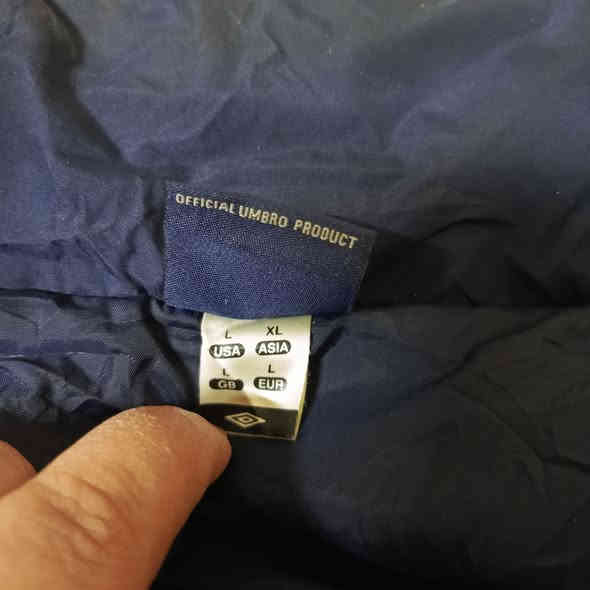 OFFICIAL UMBRO PRODUCT
L XL
USA ASIA
L L
GB EUR